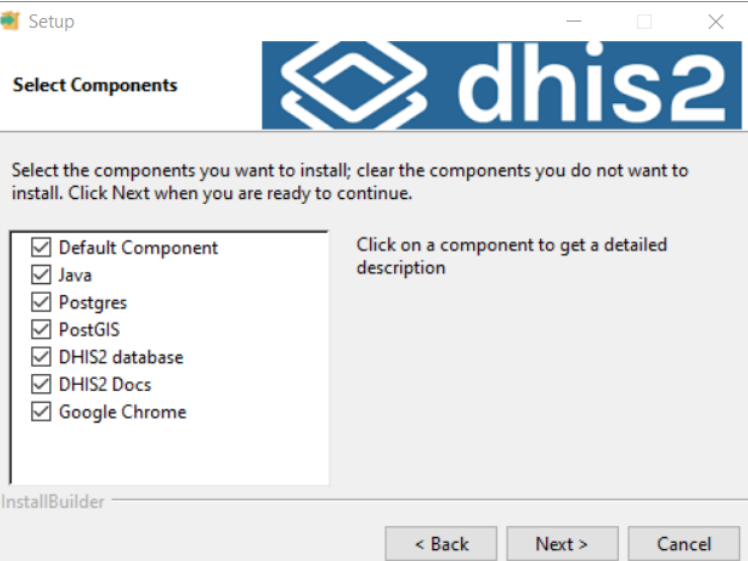 Setup
Select Components
dhis2
Select the components you want to install; clear the components you do not want to
install. Click Next when you are ready to continue.
Default Component
Java
Postgres
PostGIS
DHIS2 database
DHIS2 Docs
Google Chrome
Click on a component to get a detailed
description
InstallBuilder
< Back
Next >
Cancel